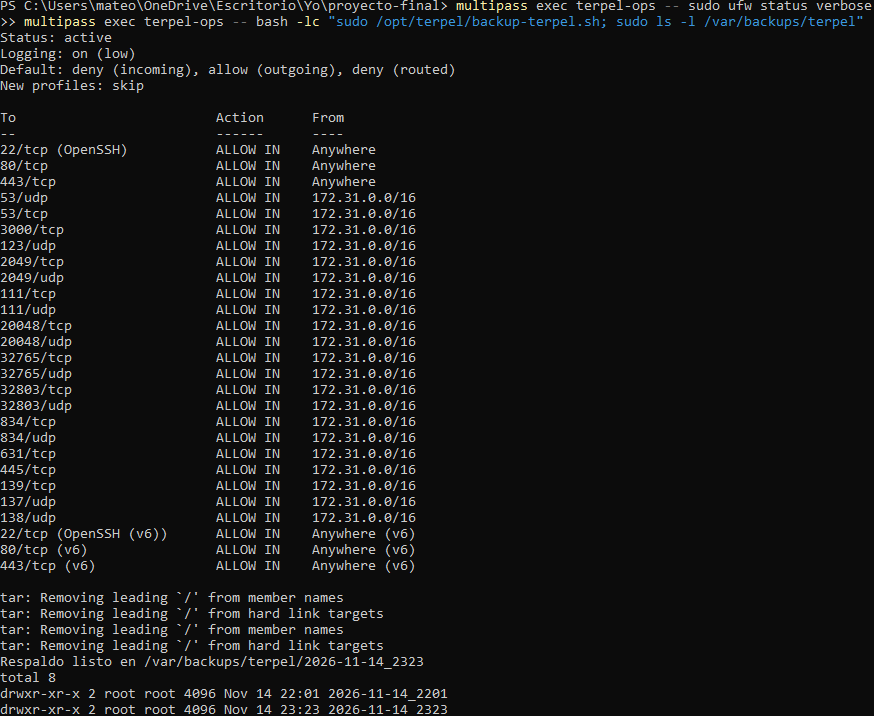 PS C:\Users\mateo\OneDrive\Escritorio\Yo\proyecto-final> multipass exec terpel-ops -- sudo ufw status verbose
>> multipass exec terpel-ops -- bash -lc "sudo /opt/terpel/backup-terpel.sh; sudo ls -l /var/backups/terpel"
Status: active
Logging: on (low)
Default: deny (incoming), allow (outgoing), deny (routed)
New profiles: skip

To                         Action      From
--                         ------      ----
22/tcp (OpenSSH)           ALLOW IN    Anywhere
80/tcp                     ALLOW IN    Anywhere
443/tcp                    ALLOW IN    Anywhere
53/udp                     ALLOW IN    172.31.0.0/16
53/tcp                     ALLOW IN    172.31.0.0/16
3000/tcp                   ALLOW IN    172.31.0.0/16
123/udp                    ALLOW IN    172.31.0.0/16
2049/tcp                   ALLOW IN    172.31.0.0/16
2049/udp                   ALLOW IN    172.31.0.0/16
111/tcp                    ALLOW IN    172.31.0.0/16
111/udp                    ALLOW IN    172.31.0.0/16
20048/tcp                  ALLOW IN    172.31.0.0/16
20048/udp                  ALLOW IN    172.31.0.0/16
32765/tcp                  ALLOW IN    172.31.0.0/16
32765/udp                  ALLOW IN    172.31.0.0/16
32803/tcp                  ALLOW IN    172.31.0.0/16
32803/udp                  ALLOW IN    172.31.0.0/16
834/tcp                    ALLOW IN    172.31.0.0/16
834/udp                    ALLOW IN    172.31.0.0/16
631/tcp                    ALLOW IN    172.31.0.0/16
445/tcp                    ALLOW IN    172.31.0.0/16
139/tcp                    ALLOW IN    172.31.0.0/16
137/udp                    ALLOW IN    172.31.0.0/16
138/udp                    ALLOW IN    172.31.0.0/16
22/tcp (OpenSSH (v6))      ALLOW IN    Anywhere (v6)
80/tcp (v6)                ALLOW IN    Anywhere (v6)
443/tcp (v6)               ALLOW IN    Anywhere (v6)

tar: Removing leading `/' from member names
tar: Removing leading `/' from hard link targets
tar: Removing leading `/' from member names
tar: Removing leading `/' from hard link targets
Respaldo listo en /var/backups/terpel/2026-11-14_2323
total 8
drwxr-xr-x 2 root root 4096 Nov 14 22:01 2026-11-14_2201
drwxr-xr-x 2 root root 4096 Nov 14 23:23 2026-11-14_2323